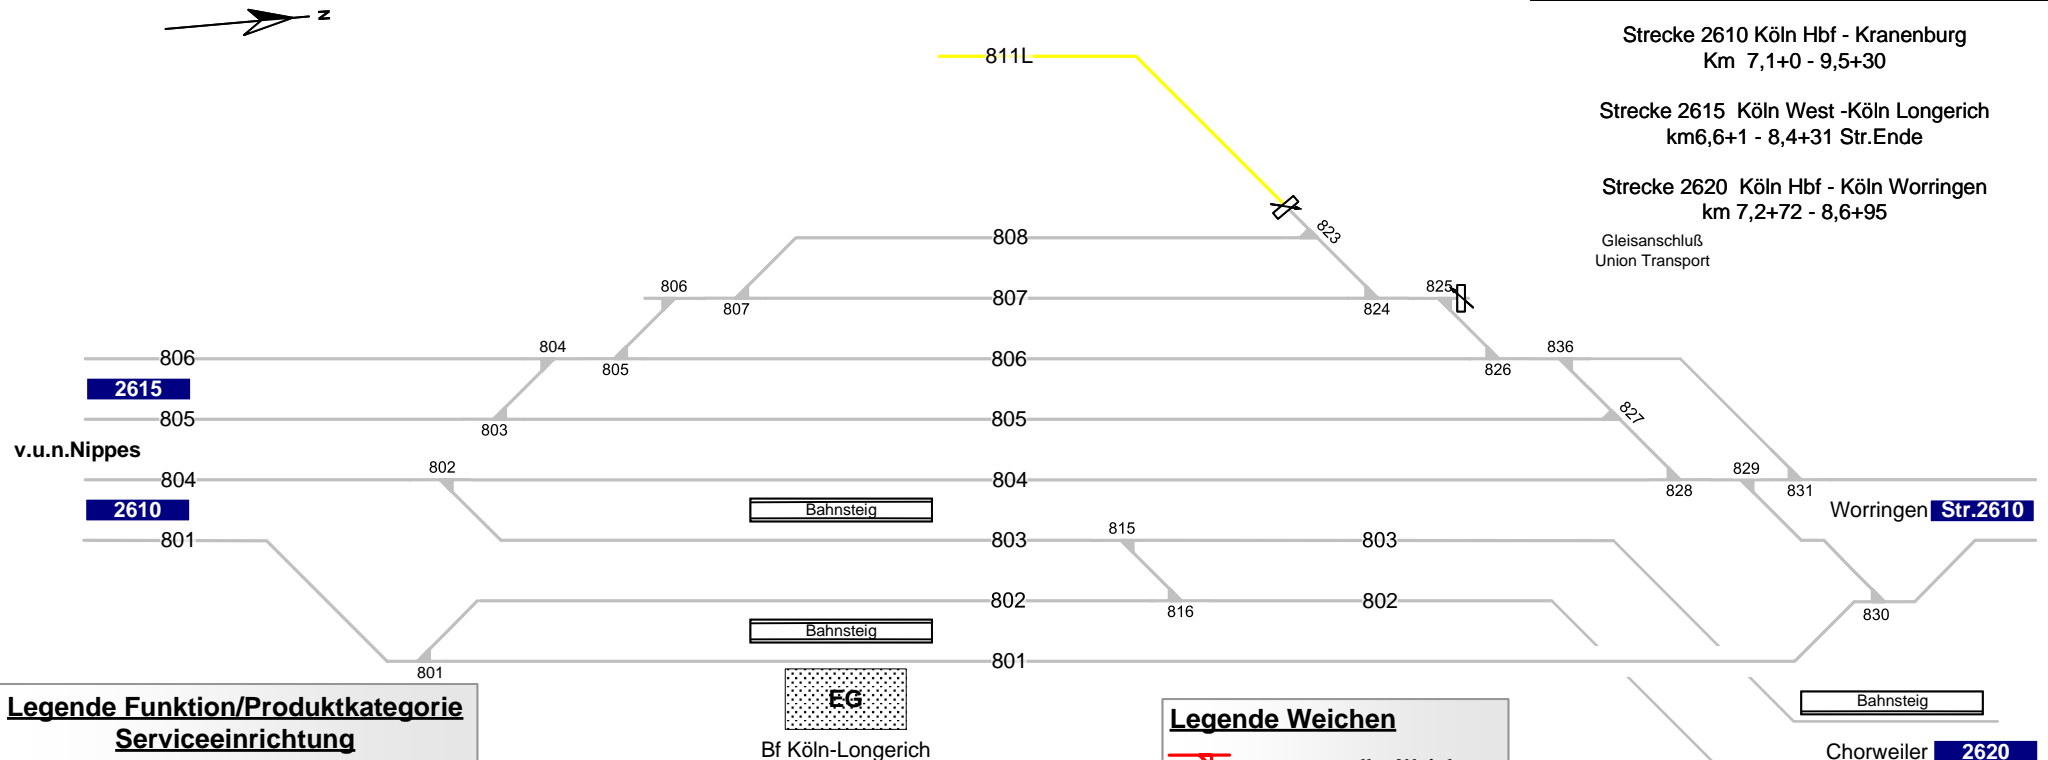 N
Strecke 2610 Köln Hbf - Kranenburg
Km 7,1+0 - 9,5+30
Strecke 2615 Köln West -Köln Longerich
km6,6+1 - 8,4+31 Str.Ende
Strecke 2620 Köln Hbf - Köln Worringen
km 7,2+72 - 8,6+95
Gleisanschluß
Union Transport
811L
808
823
806
807
825
807
824
806
804
806
836
805
826
2615
805
805
827
803
v.u.n.Nippes
804
802
804
829
828
831
2610
Bahnsteig
Worringen Str.2610
801
803
815
803
802
802
816
830
Bahnsteig
801
801
Legende Funktion/Produktkategorie
Serviceeinrichtung
EG
Bf Köln-Longerich
Legende Weichen
Bahnsteig
Chorweiler 2620